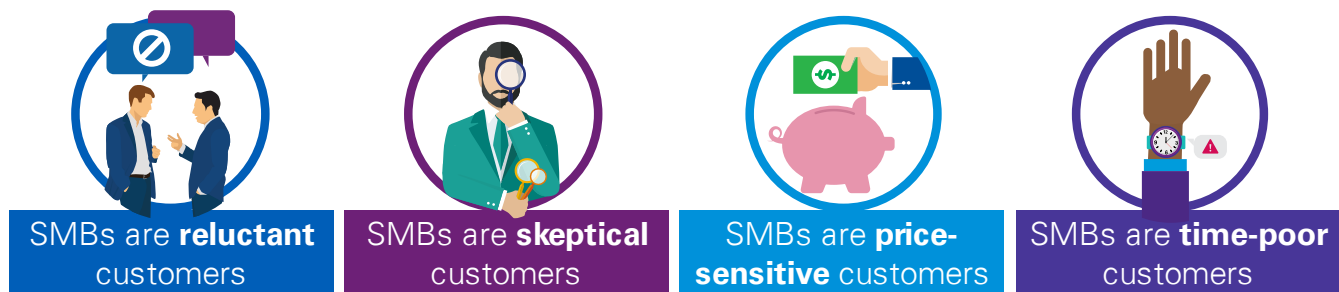 SMBs are reluctant
customers
SMBs are skeptical
customers
SMBs are price-
sensitive customers
SMBs are time-poor
customers